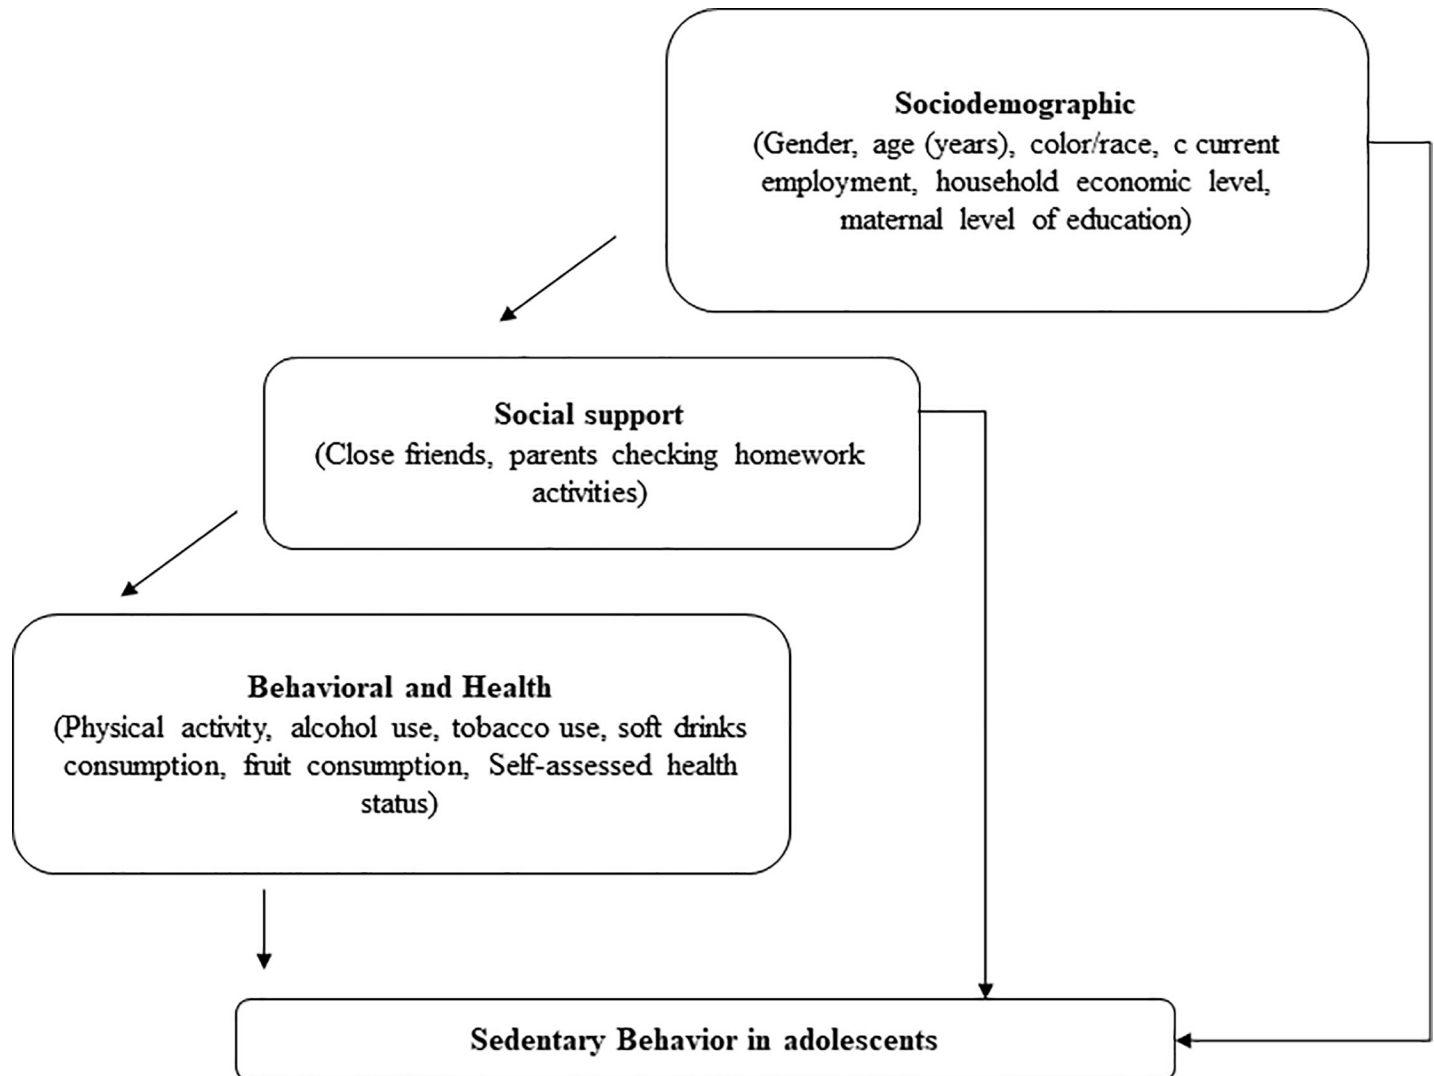 Sociodemographic
(Gender, age (years), color/race, c current
employment, household economic level,
maternal level of education)
Social support
(Close friends, parents checking homework
activities)
Behavioral and Health
(Physical activity, alcohol use, tobacco use, soft drinks
consumption, fruit consumption, Self-assessed health
status)
Sedentary Behavior in adolescents